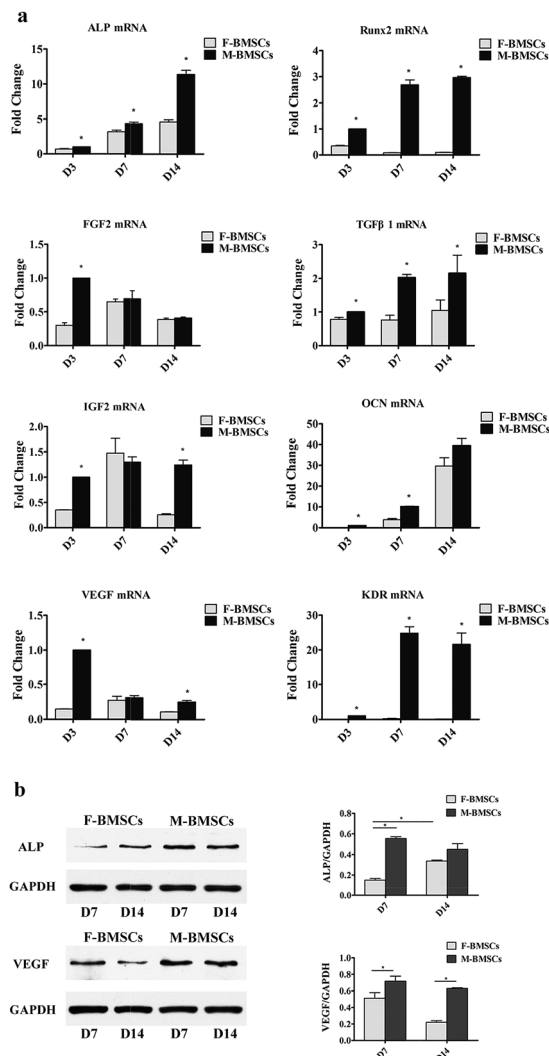 a
ALP mRNA
F-BMSCs
M-BMSCs
Fold Change
15
10
5
0
*
*
*
D3
D7
D14
Runx2 mRNA
F-BMSCs
M-BMSCs
Fold Change
4
3
2
1
0
*
*
*
D3
D7
D14
FGF2 mRNA
F-BMSCs
M-BMSCs
Fold Change
1.5
1.0
0.5
0.0
*
D3
D7
D14
TGFβ 1 mRNA
F-BMSCs
M-BMSCs
Fold Change
3
2
1
0
*
*
*
D3
D7
D14
IGF2 mRNA
F-BMSCs
M-BMSCs
Fold Change
2.0
1.5
1.0
0.5
0.0
*
*
D3
D7
D14
OCN mRNA
F-BMSCs
M-BMSCs
Fold Change
50
40
30
20
10
0
*
*
D3
D7
D14
VEGF mRNA
F-BMSCs
M-BMSCs
Fold Change
1.5
1.0
0.5
0.0
*
*
D3
D7
D14
KDR mRNA
F-BMSCs
M-BMSCs
Fold Change
30
20
10
0
*
*
*
D3
D7
D14
b
F-BMSCs M-BMSCs
ALP
GAPDH
D7 D14 D7 D14
F-BMSCs M-BMSCs
VEGF
GAPDH
D7 D14 D7 D14
F-BMSCs
M-BMSCs
ALP/GAPDH
0.8
0.6
0.4
0.2
0.0
*
*
D7
D14
F-BMSCs
M-BMSCs
VEGF/GAPDH
1.0
0.8
0.6
0.4
0.2
0.0
*
*
D7
D14